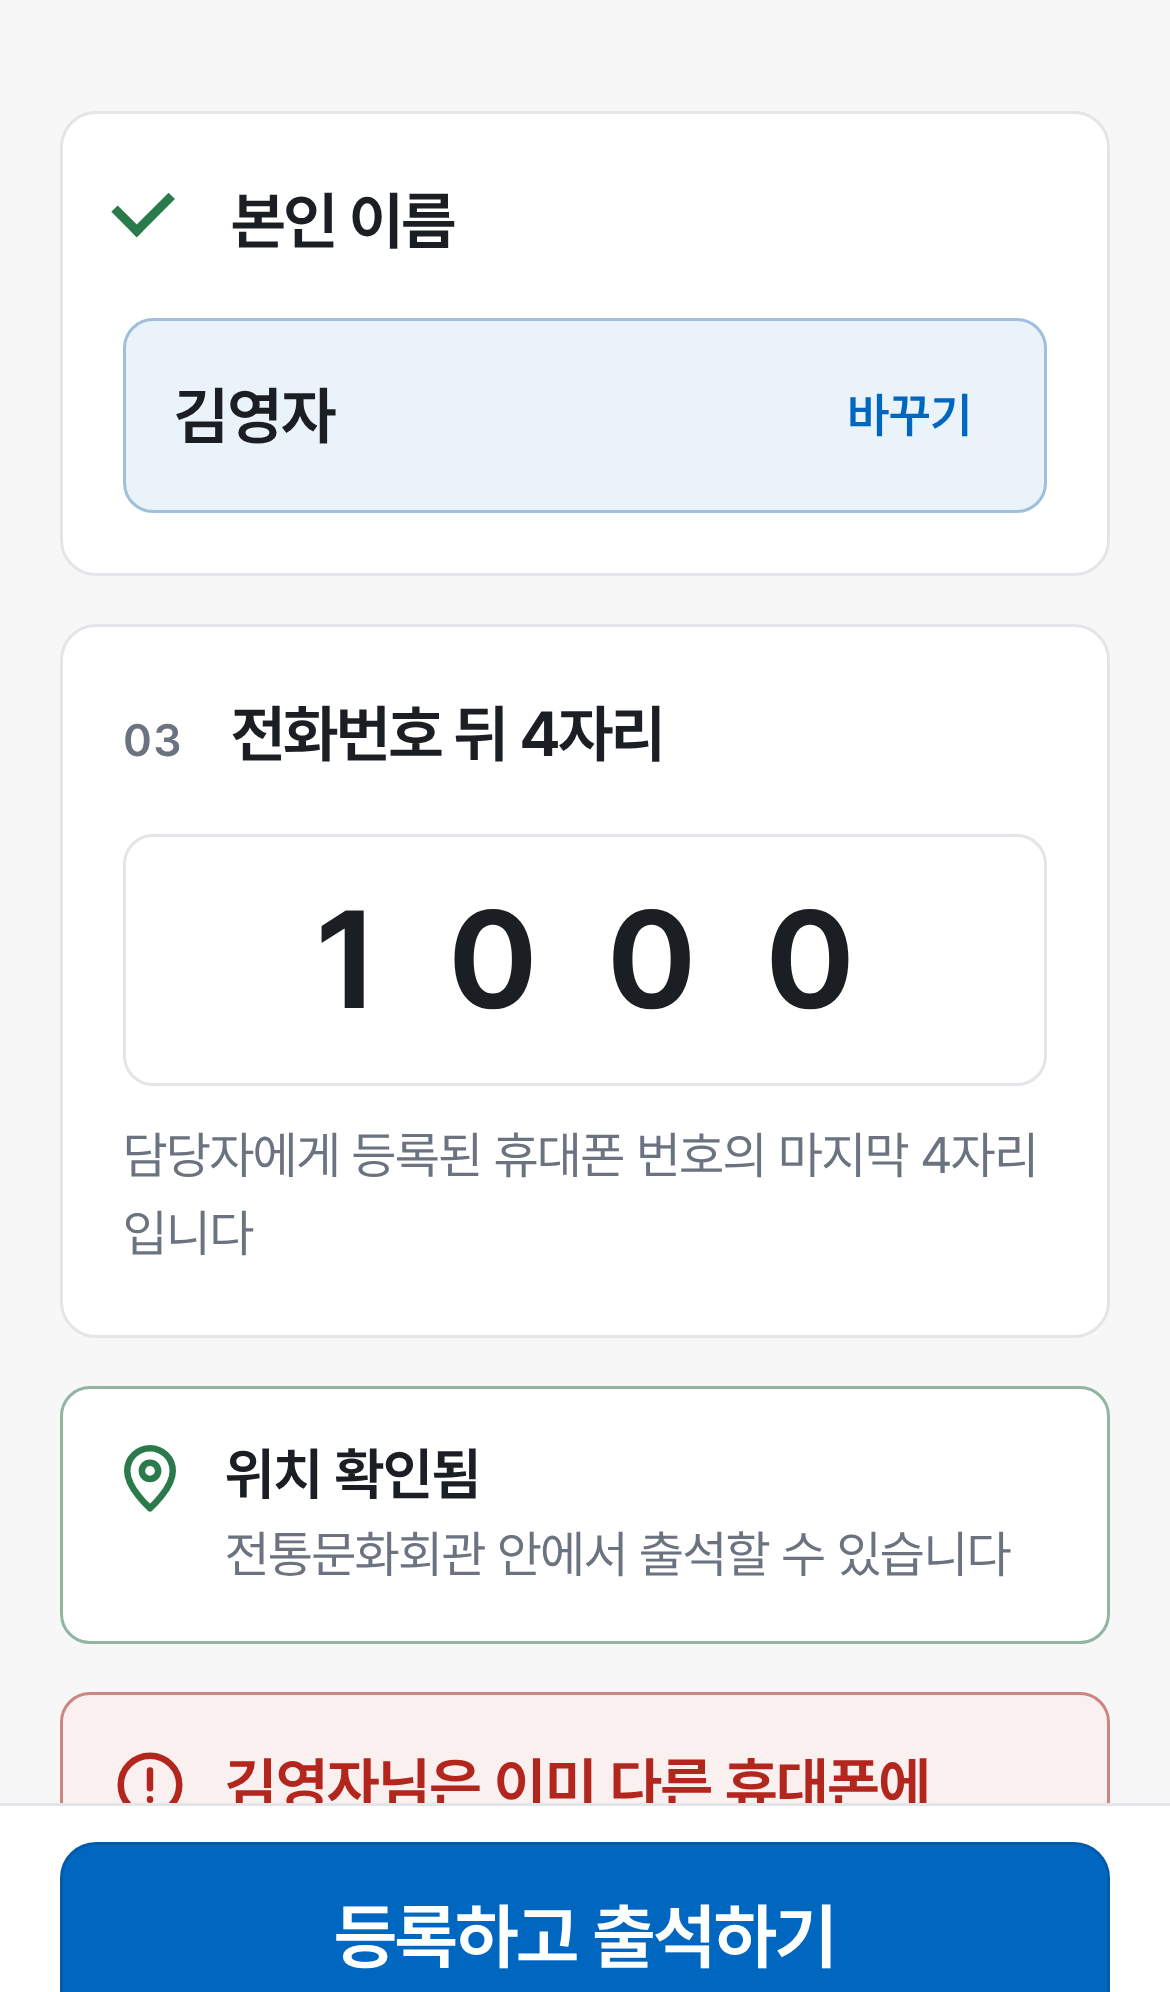 본인 이름
김영자 바꾸기
03 전화번호 뒤 4자리
1 0 0 0
담당자에게 등록된 휴대폰 번호의 마지막 4자리
입니다
위치 확인됨
전통문화회관 안에서 출석할 수 있습니다
김영자님은 이미 다른 휴대폰에
등록하고 출석하기